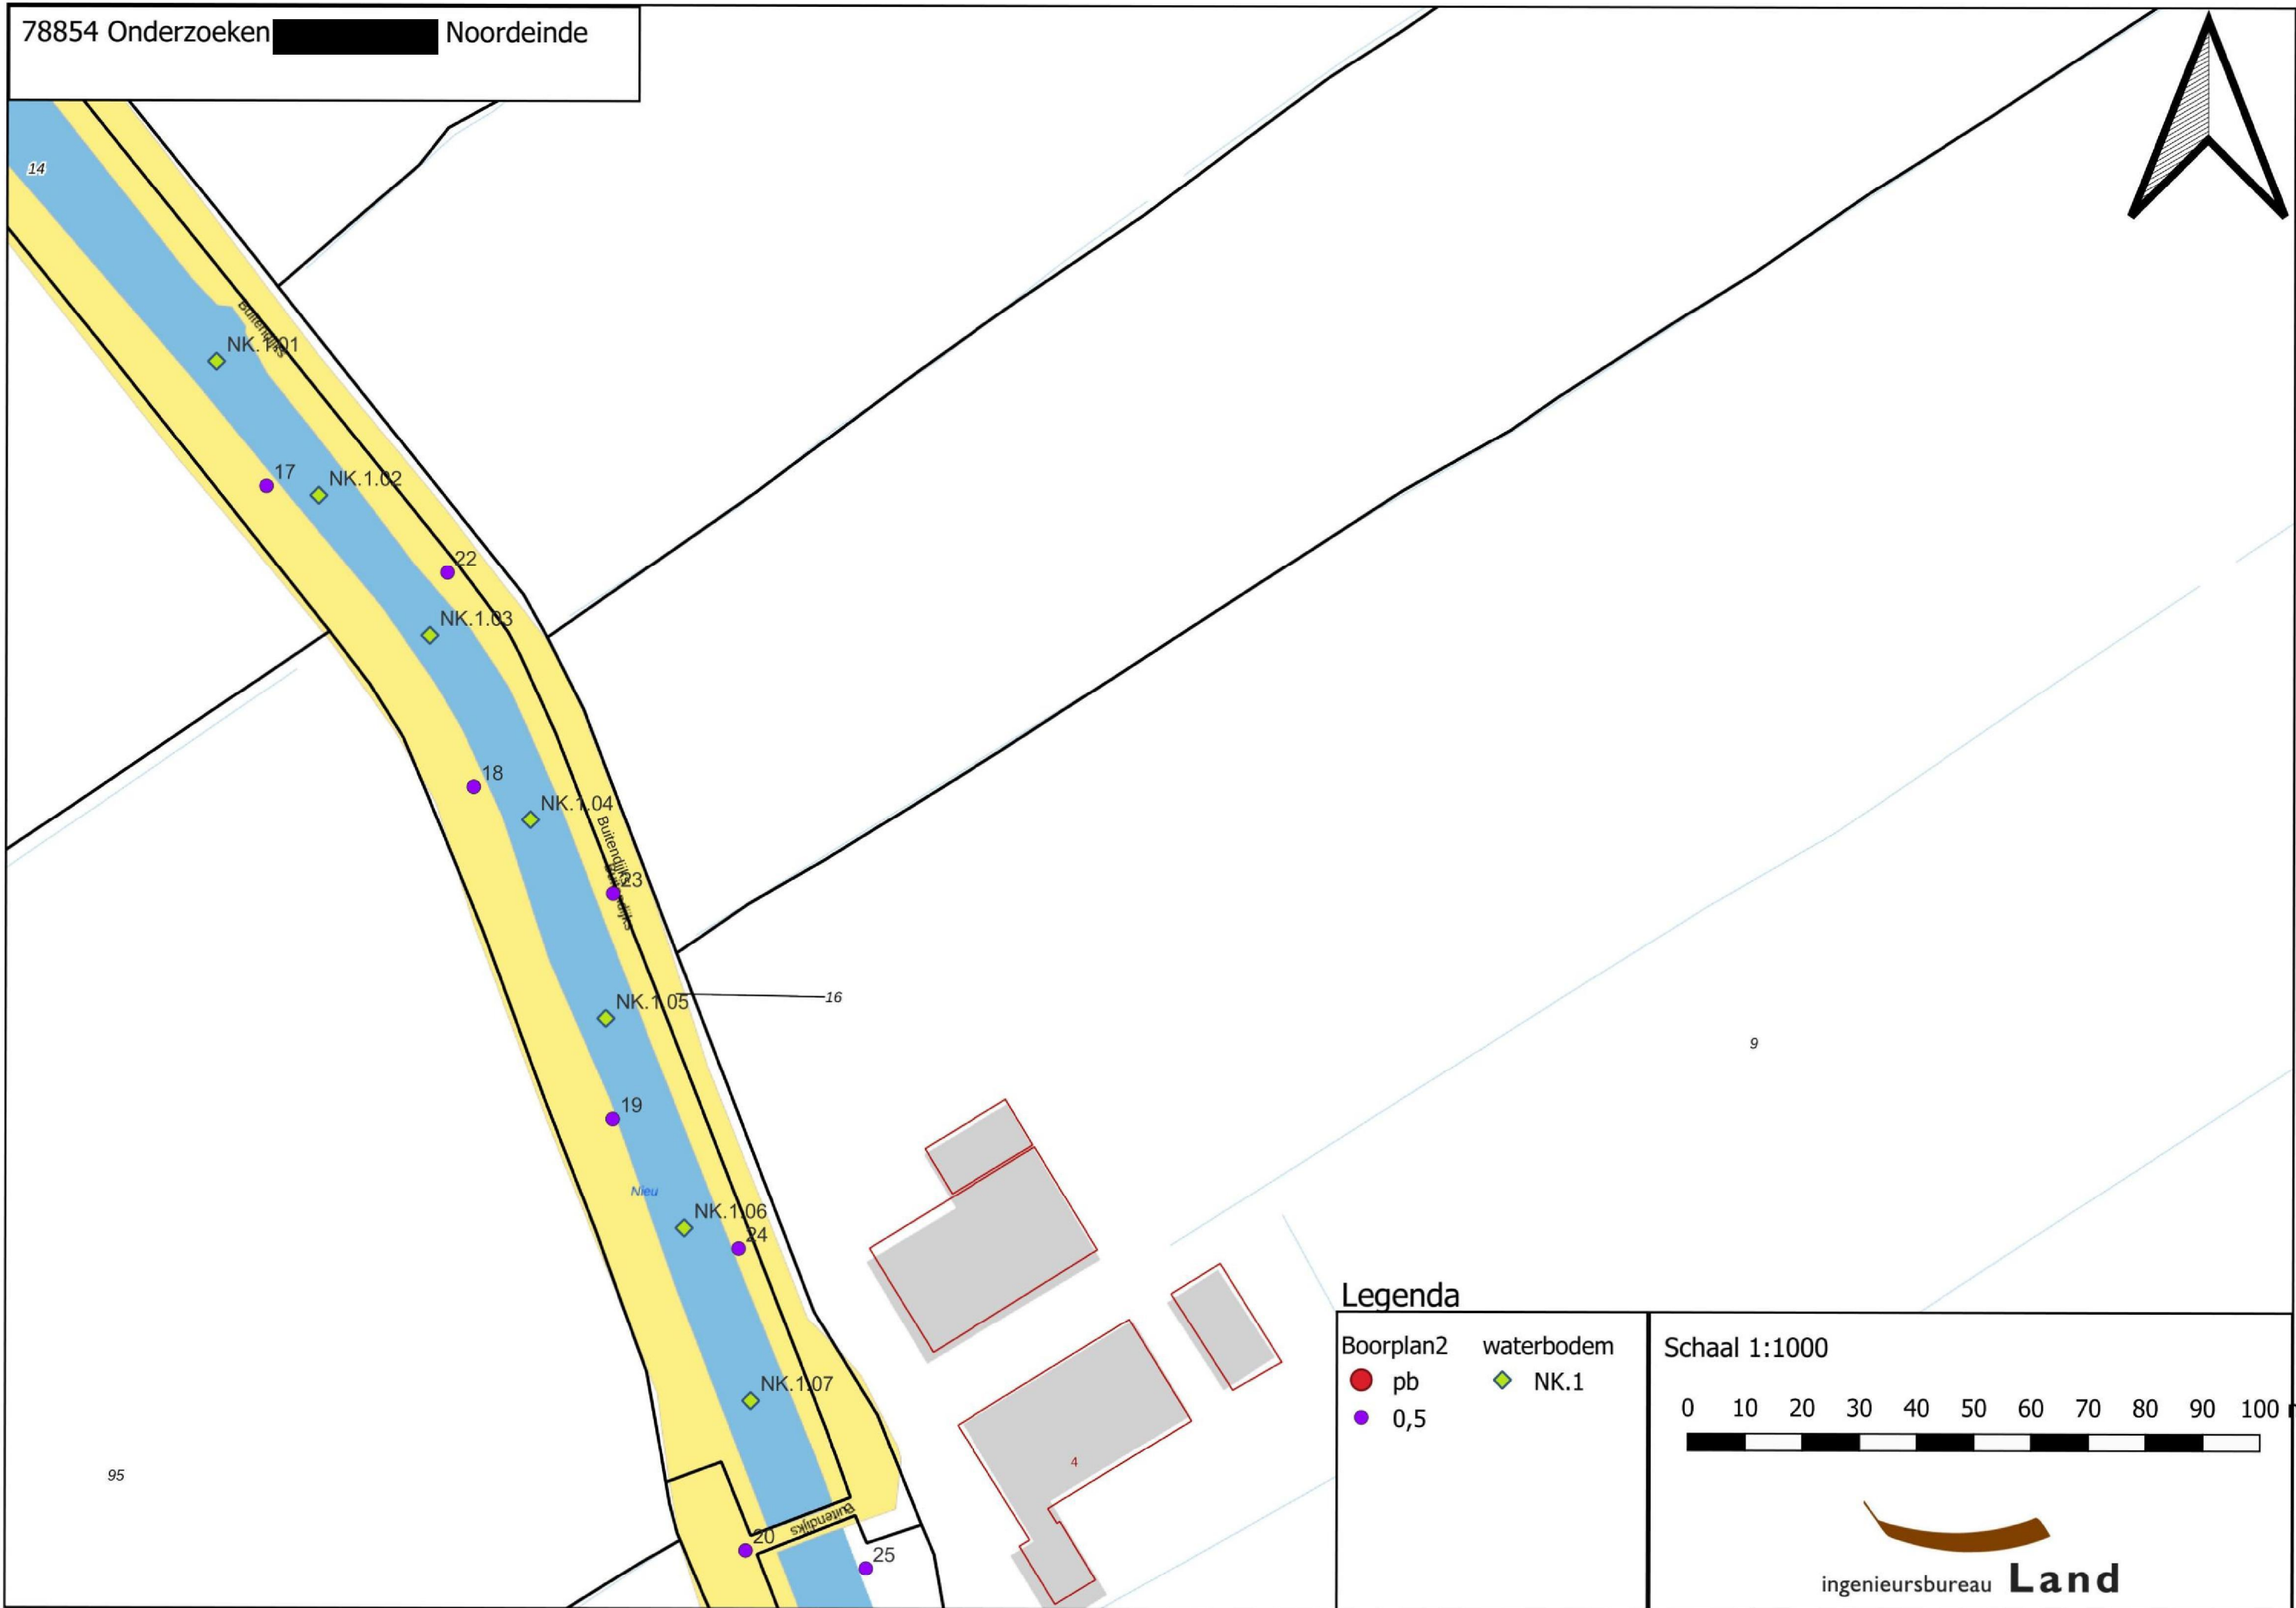 78854 Onderzoeken Noordeinde
14
Buitendijks
NK.1.01
17
NK.1.02
22
NK.1.03
18
NK.1.04
Buitendijks
23
Buitendijks
NK.1.05
16
9
19
Nieu
NK.1.06
24
NK.1.07
95
4
Buitendijks
20
25
Legenda
Boorplan2 waterbodem
pb NK.1
0,5
Schaal 1:1000
0 10 20 30 40 50 60 70 80 90 100
ingenieursbureau Land